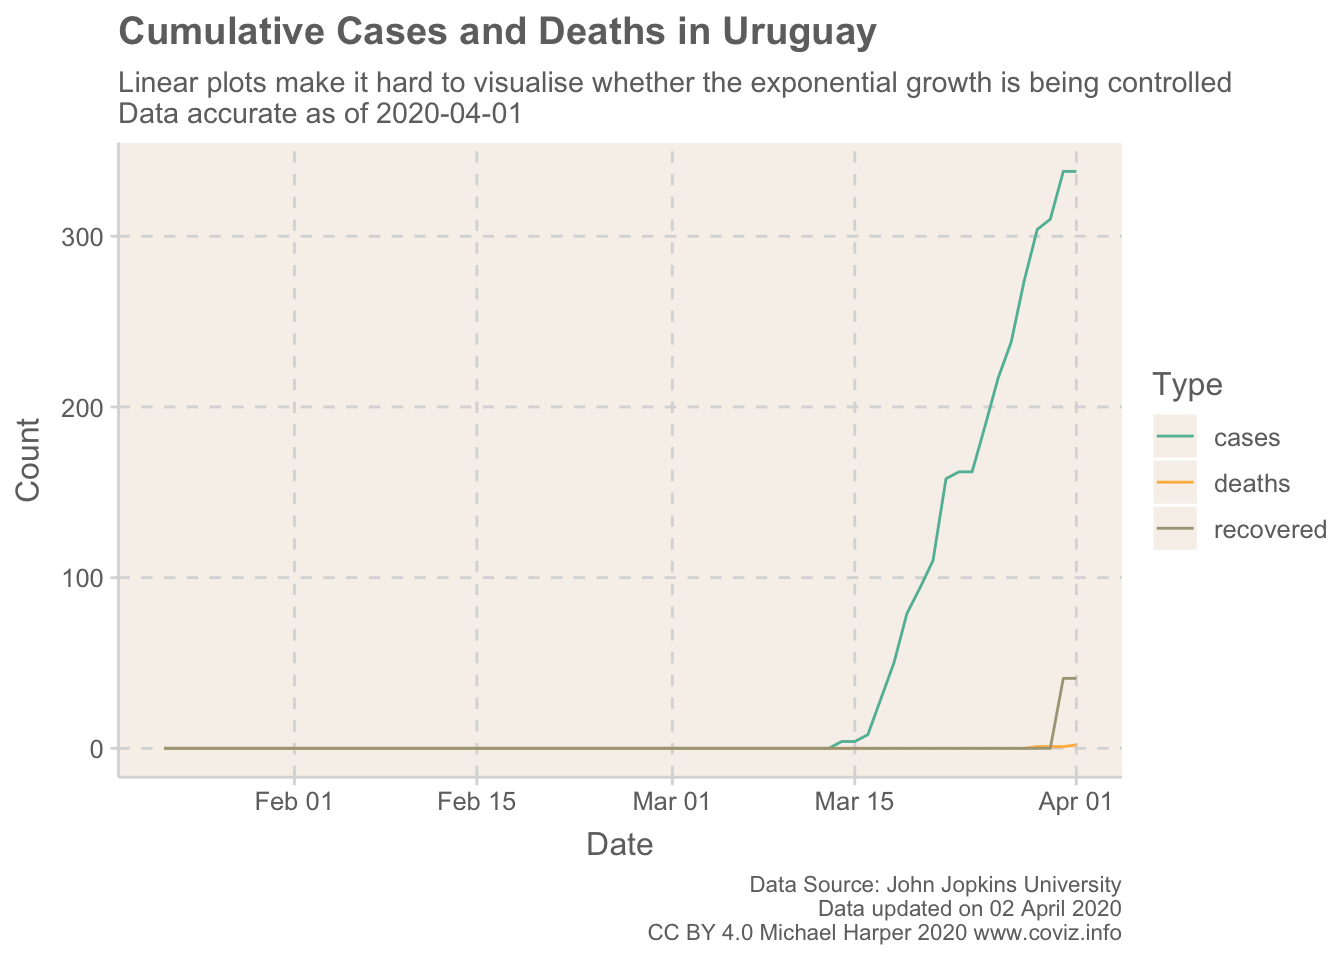 Cumulative Cases and Deaths in Uruguay
Linear plots make it hard to visualise whether the exponential growth is being controlled
Data accurate as of 2020-04-01
300
200
100
0
Count
Feb 01
Feb 15
Mar 01
Mar 15
Apr 01
Date
Type
cases
deaths
recovered
Data Source: John Jopkins University
Data updated on 02 April 2020
CC BY 4.0 Michael Harper 2020 www.coviz.info